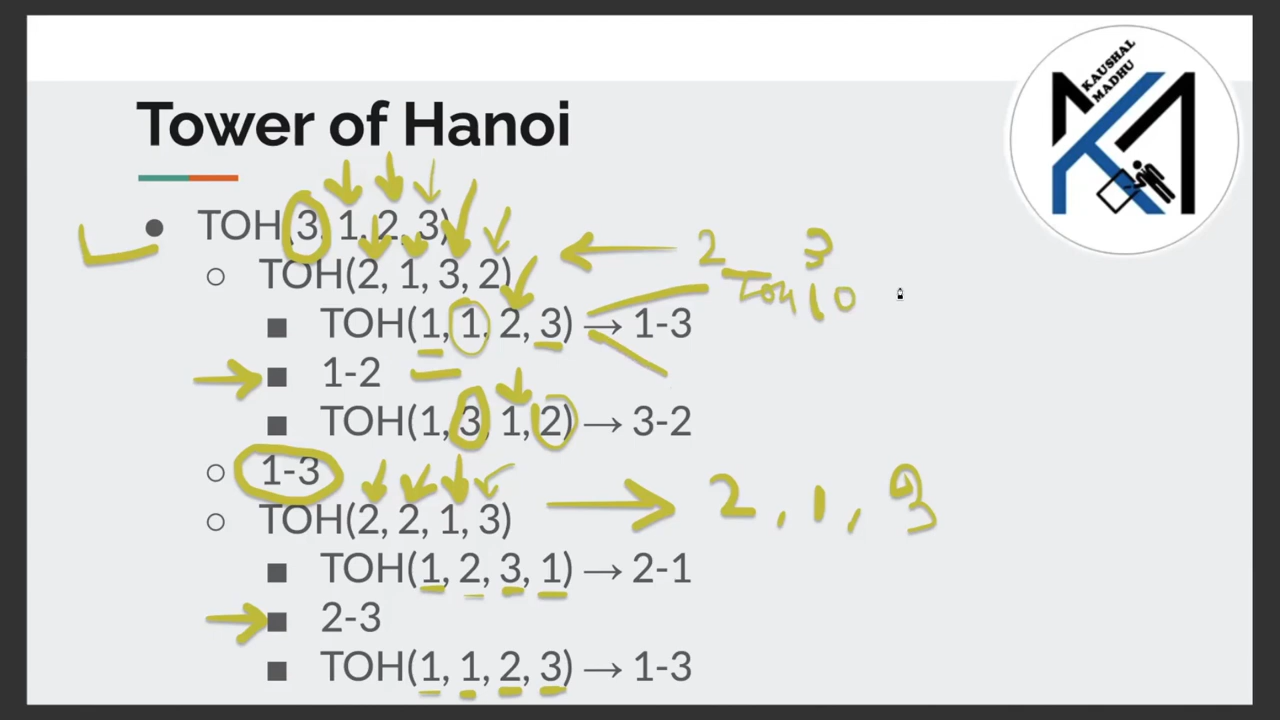 KAUSHAL
MADHU
Tower of Hanoi
● TOH(3, 1, 2, 3)
○ TOH(2, 1, 3, 2) ← 2 3
TOH 10
■ TOH(1, 1, 2, 3) → 1-3
■ 1-2
■ TOH(1, 3, 1, 2) → 3-2
○ 1-3
○ TOH(2, 2, 1, 3) → 2, 1, 3
■ TOH(1, 2, 3, 1) → 2-1
■ 2-3
■ TOH(1, 1, 2, 3) → 1-3